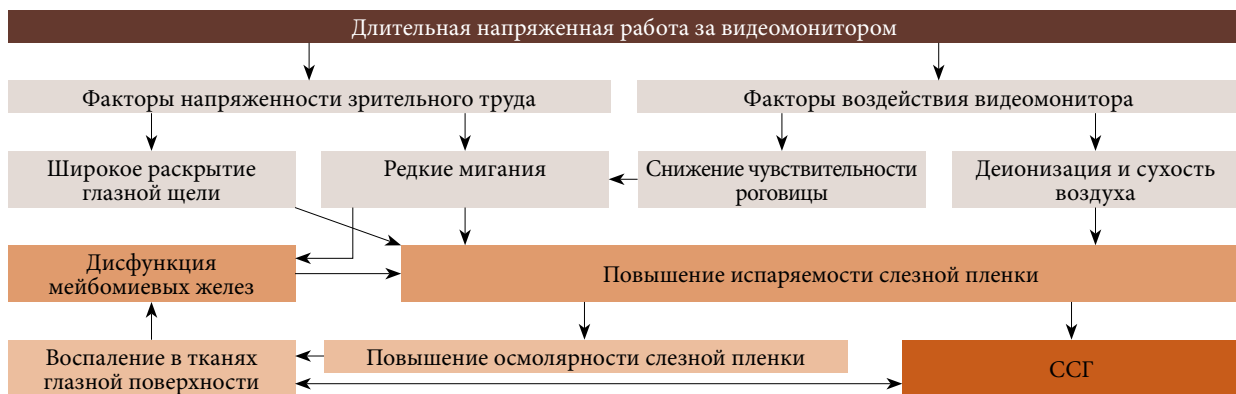 Длительная напряженная работа за видеомонитором
Факторы напряженности зрительного труда
Факторы воздействия видеомонитора
Широкое раскрытие
глазной щели
Редкие мигания
Снижение чувствительности
роговицы
Деионизация и сухость
воздуха
Дисфункция
мейбомиевых желез
Повышение испаряемости слезной пленки
Воспаление в тканях
глазной поверхности
Повышение осмолярности слезной пленки
ССГ